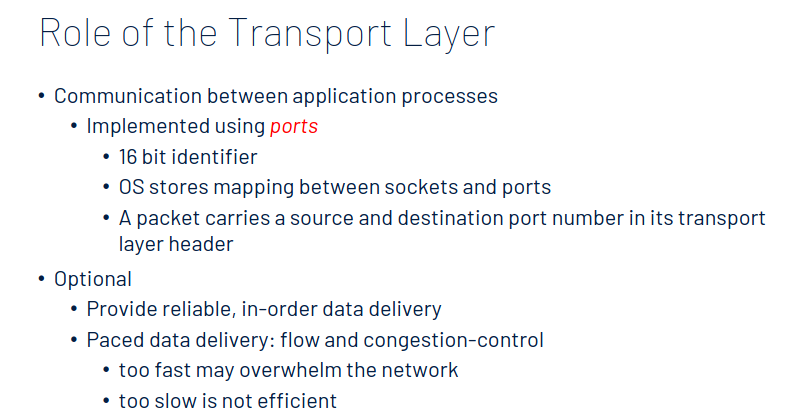 Role of the Transport Layer
• Communication between application processes
• Implemented using ports
• 16 bit identifier
• OS stores mapping between sockets and ports
• A packet carries a source and destination port number in its transport
layer header
• Optional
• Provide reliable, in-order data delivery
• Paced data delivery: flow and congestion-control
• too fast may overwhelm the network
• too slow is not efficient